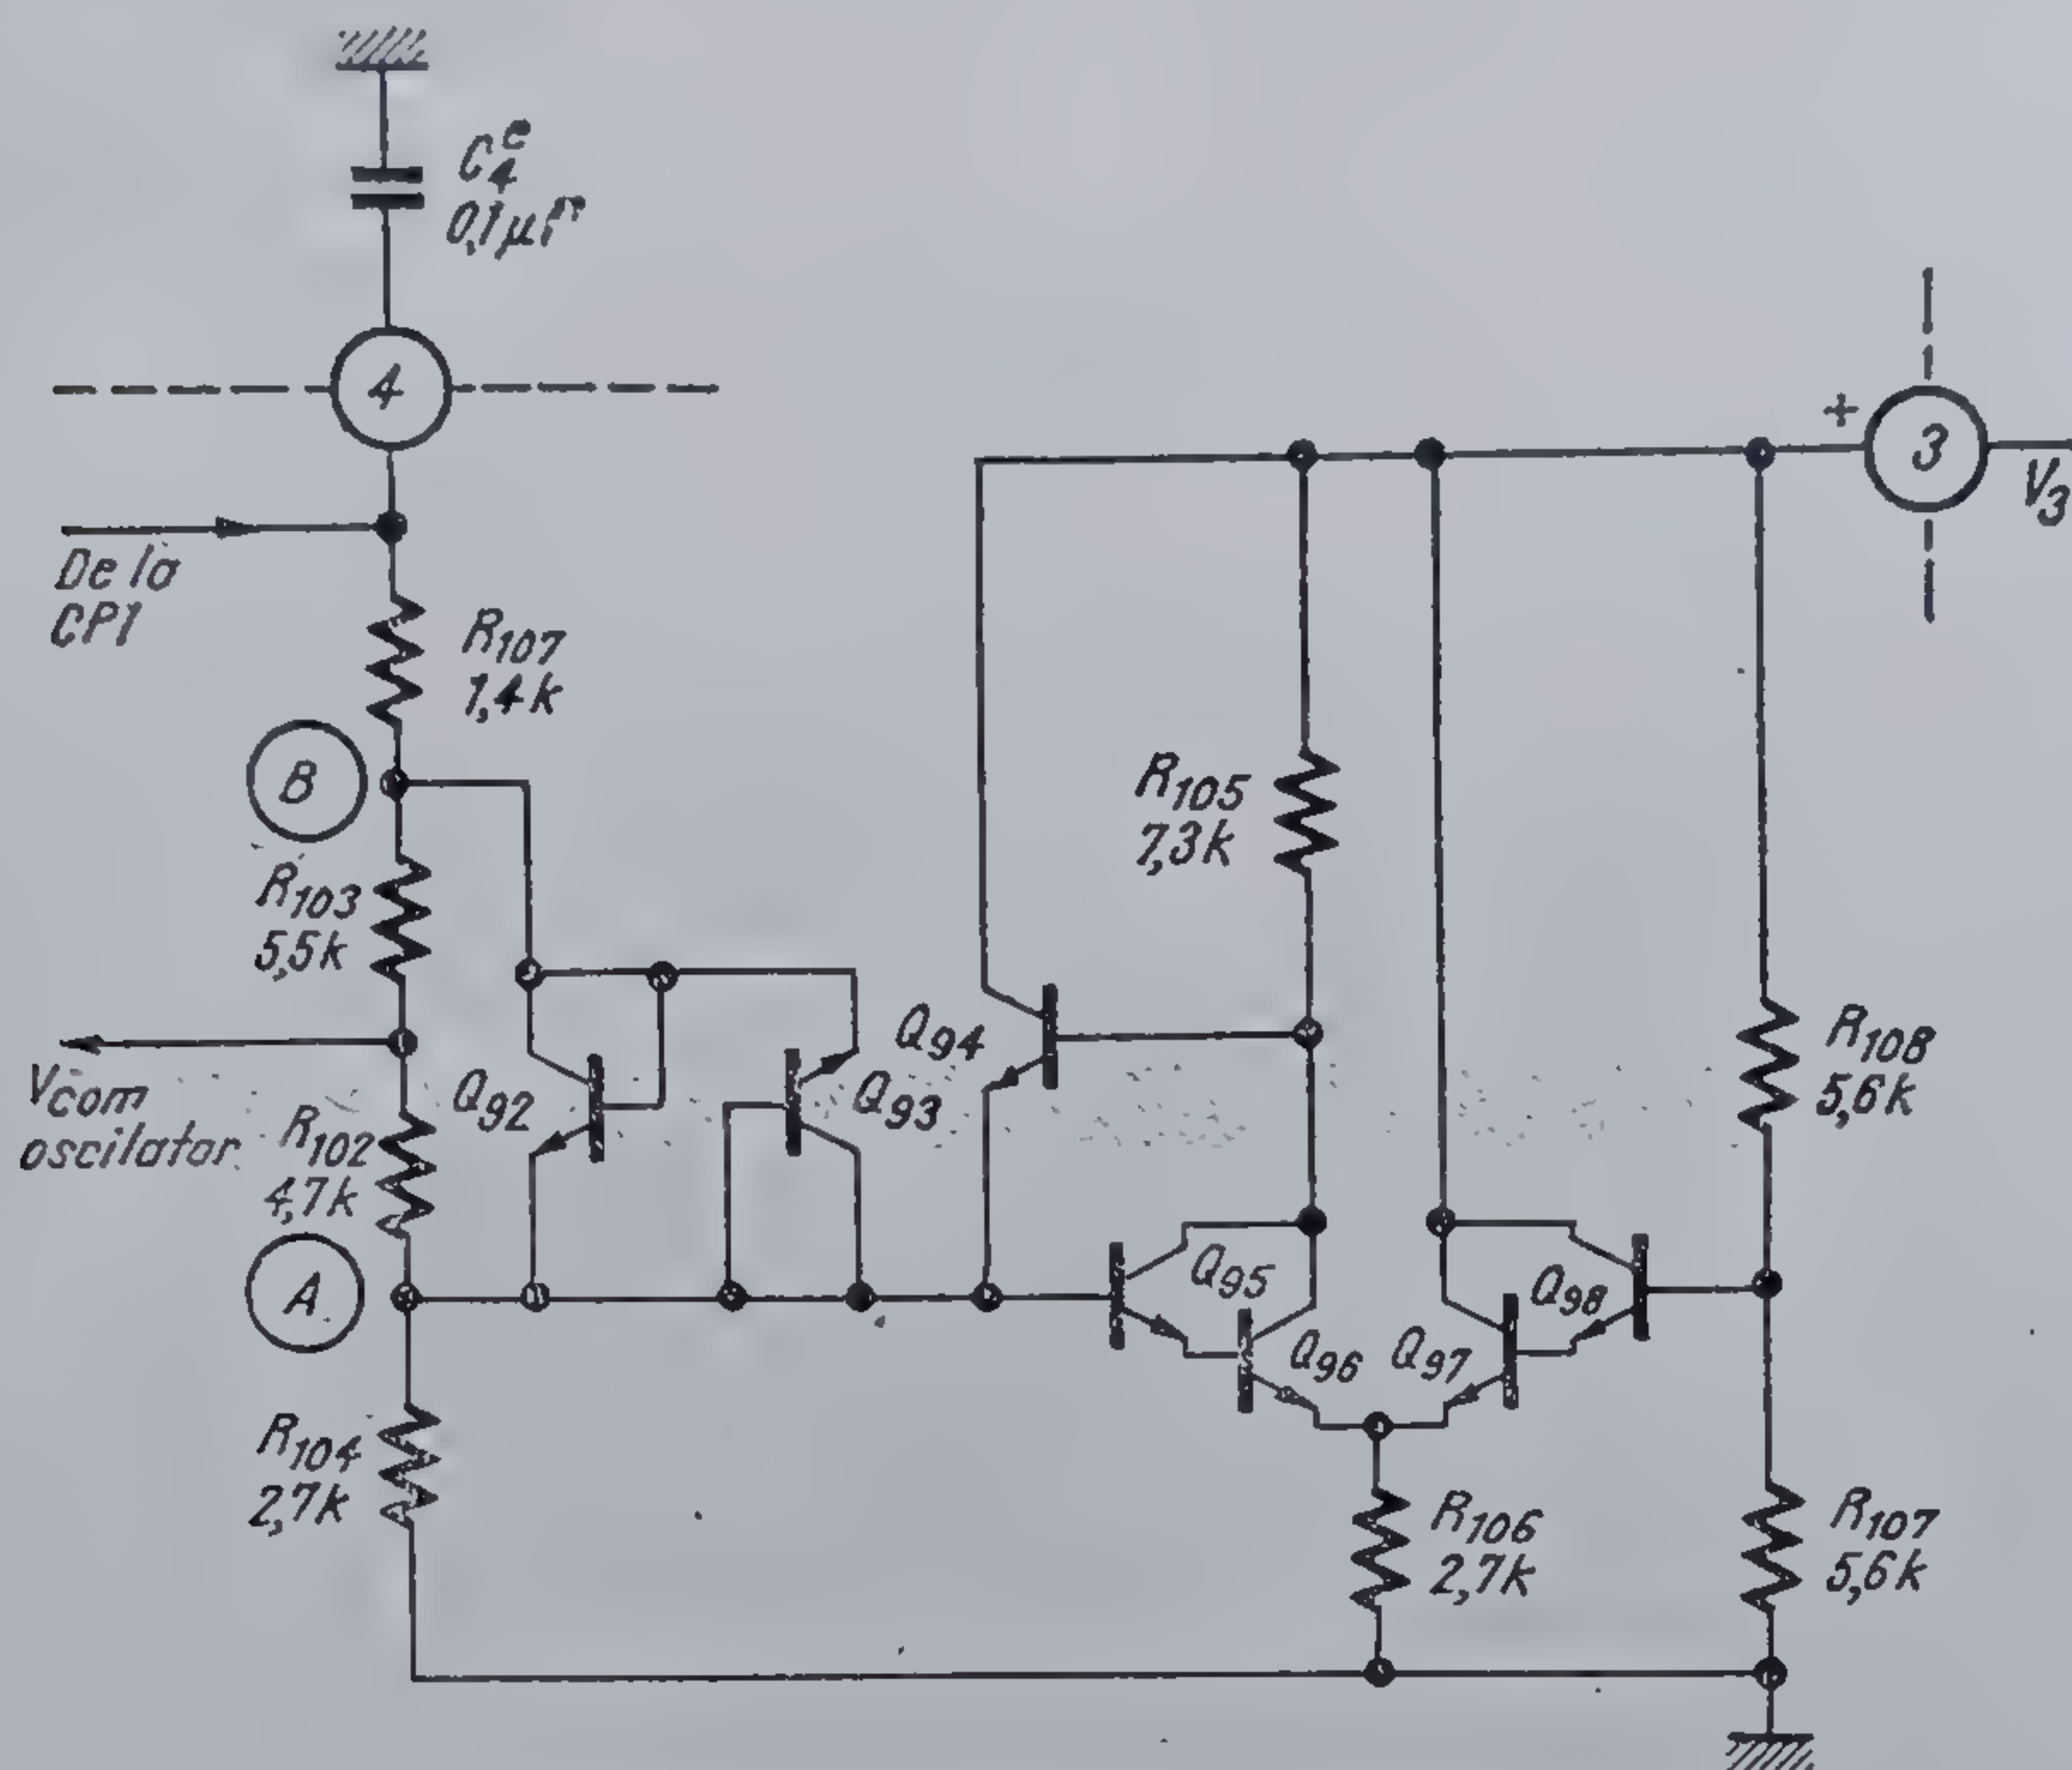 C4e
0,1µF
4
+
3
V3
De la
CPI
R107
1,4k
B
R105
7,3k
R103
5,5k
Q94
R108
5,6k
Vcom
oscilator
Q92
Q93
R102
4,7k
A
Q95
Q98
Q96
Q97
R104
2,7k
R106
2,7k
R107
5,6k